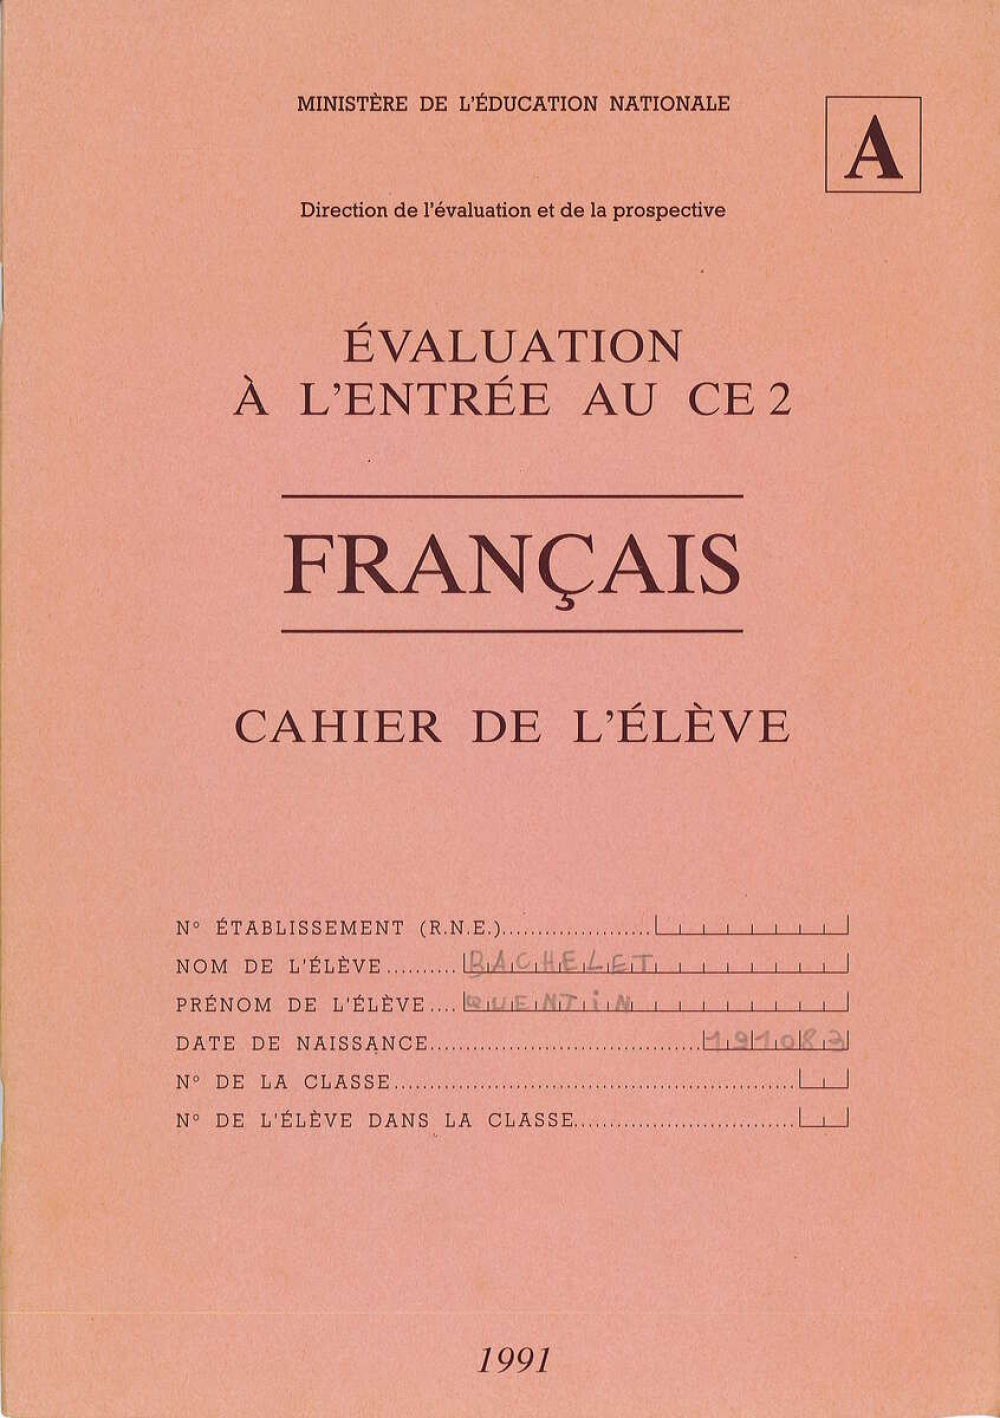 MINISTÈRE DE L'ÉDUCATION NATIONALE
A
Direction de l'évaluation et de la prospective
ÉVALUATION
À L'ENTRÉE AU CE 2
FRANÇAIS
CAHIER DE L'ÉLÈVE
N° ÉTABLISSEMENT (R.N.E.)
NOM DE L'ÉLÈVE BACHELET
PRÉNOM DE L'ÉLÈVE QUENTiN
DATE DE NAISSANCE 191083
N° DE LA CLASSE
N° DE L'ÉLÈVE DANS LA CLASSE
1991